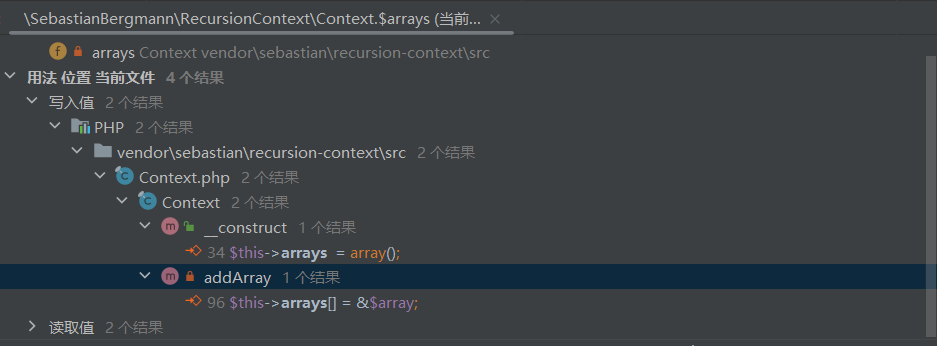 \SebastianBergmann\RecursionContext\Context.$arrays (当前...
arrays Context vendor\sebastian\recursion-context\src
用法 位置 当前文件 4 个结果
写入值 2 个结果
PHP 2 个结果
vendor\sebastian\recursion-context\src 2 个结果
Context.php 2 个结果
Context 2 个结果
__construct 1 个结果
34 $this->arrays = array();
addArray 1 个结果
96 $this->arrays[] = &$array;
读取值 2 个结果